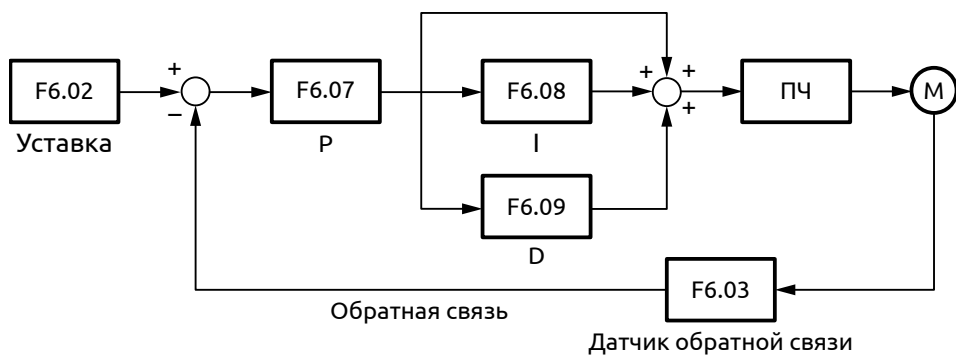 F6.02
Уставка
+
−
F6.07
P
F6.08
I
F6.09
D
+
+
+
ПЧ
М
F6.03
Обратная связь
Датчик обратной связи